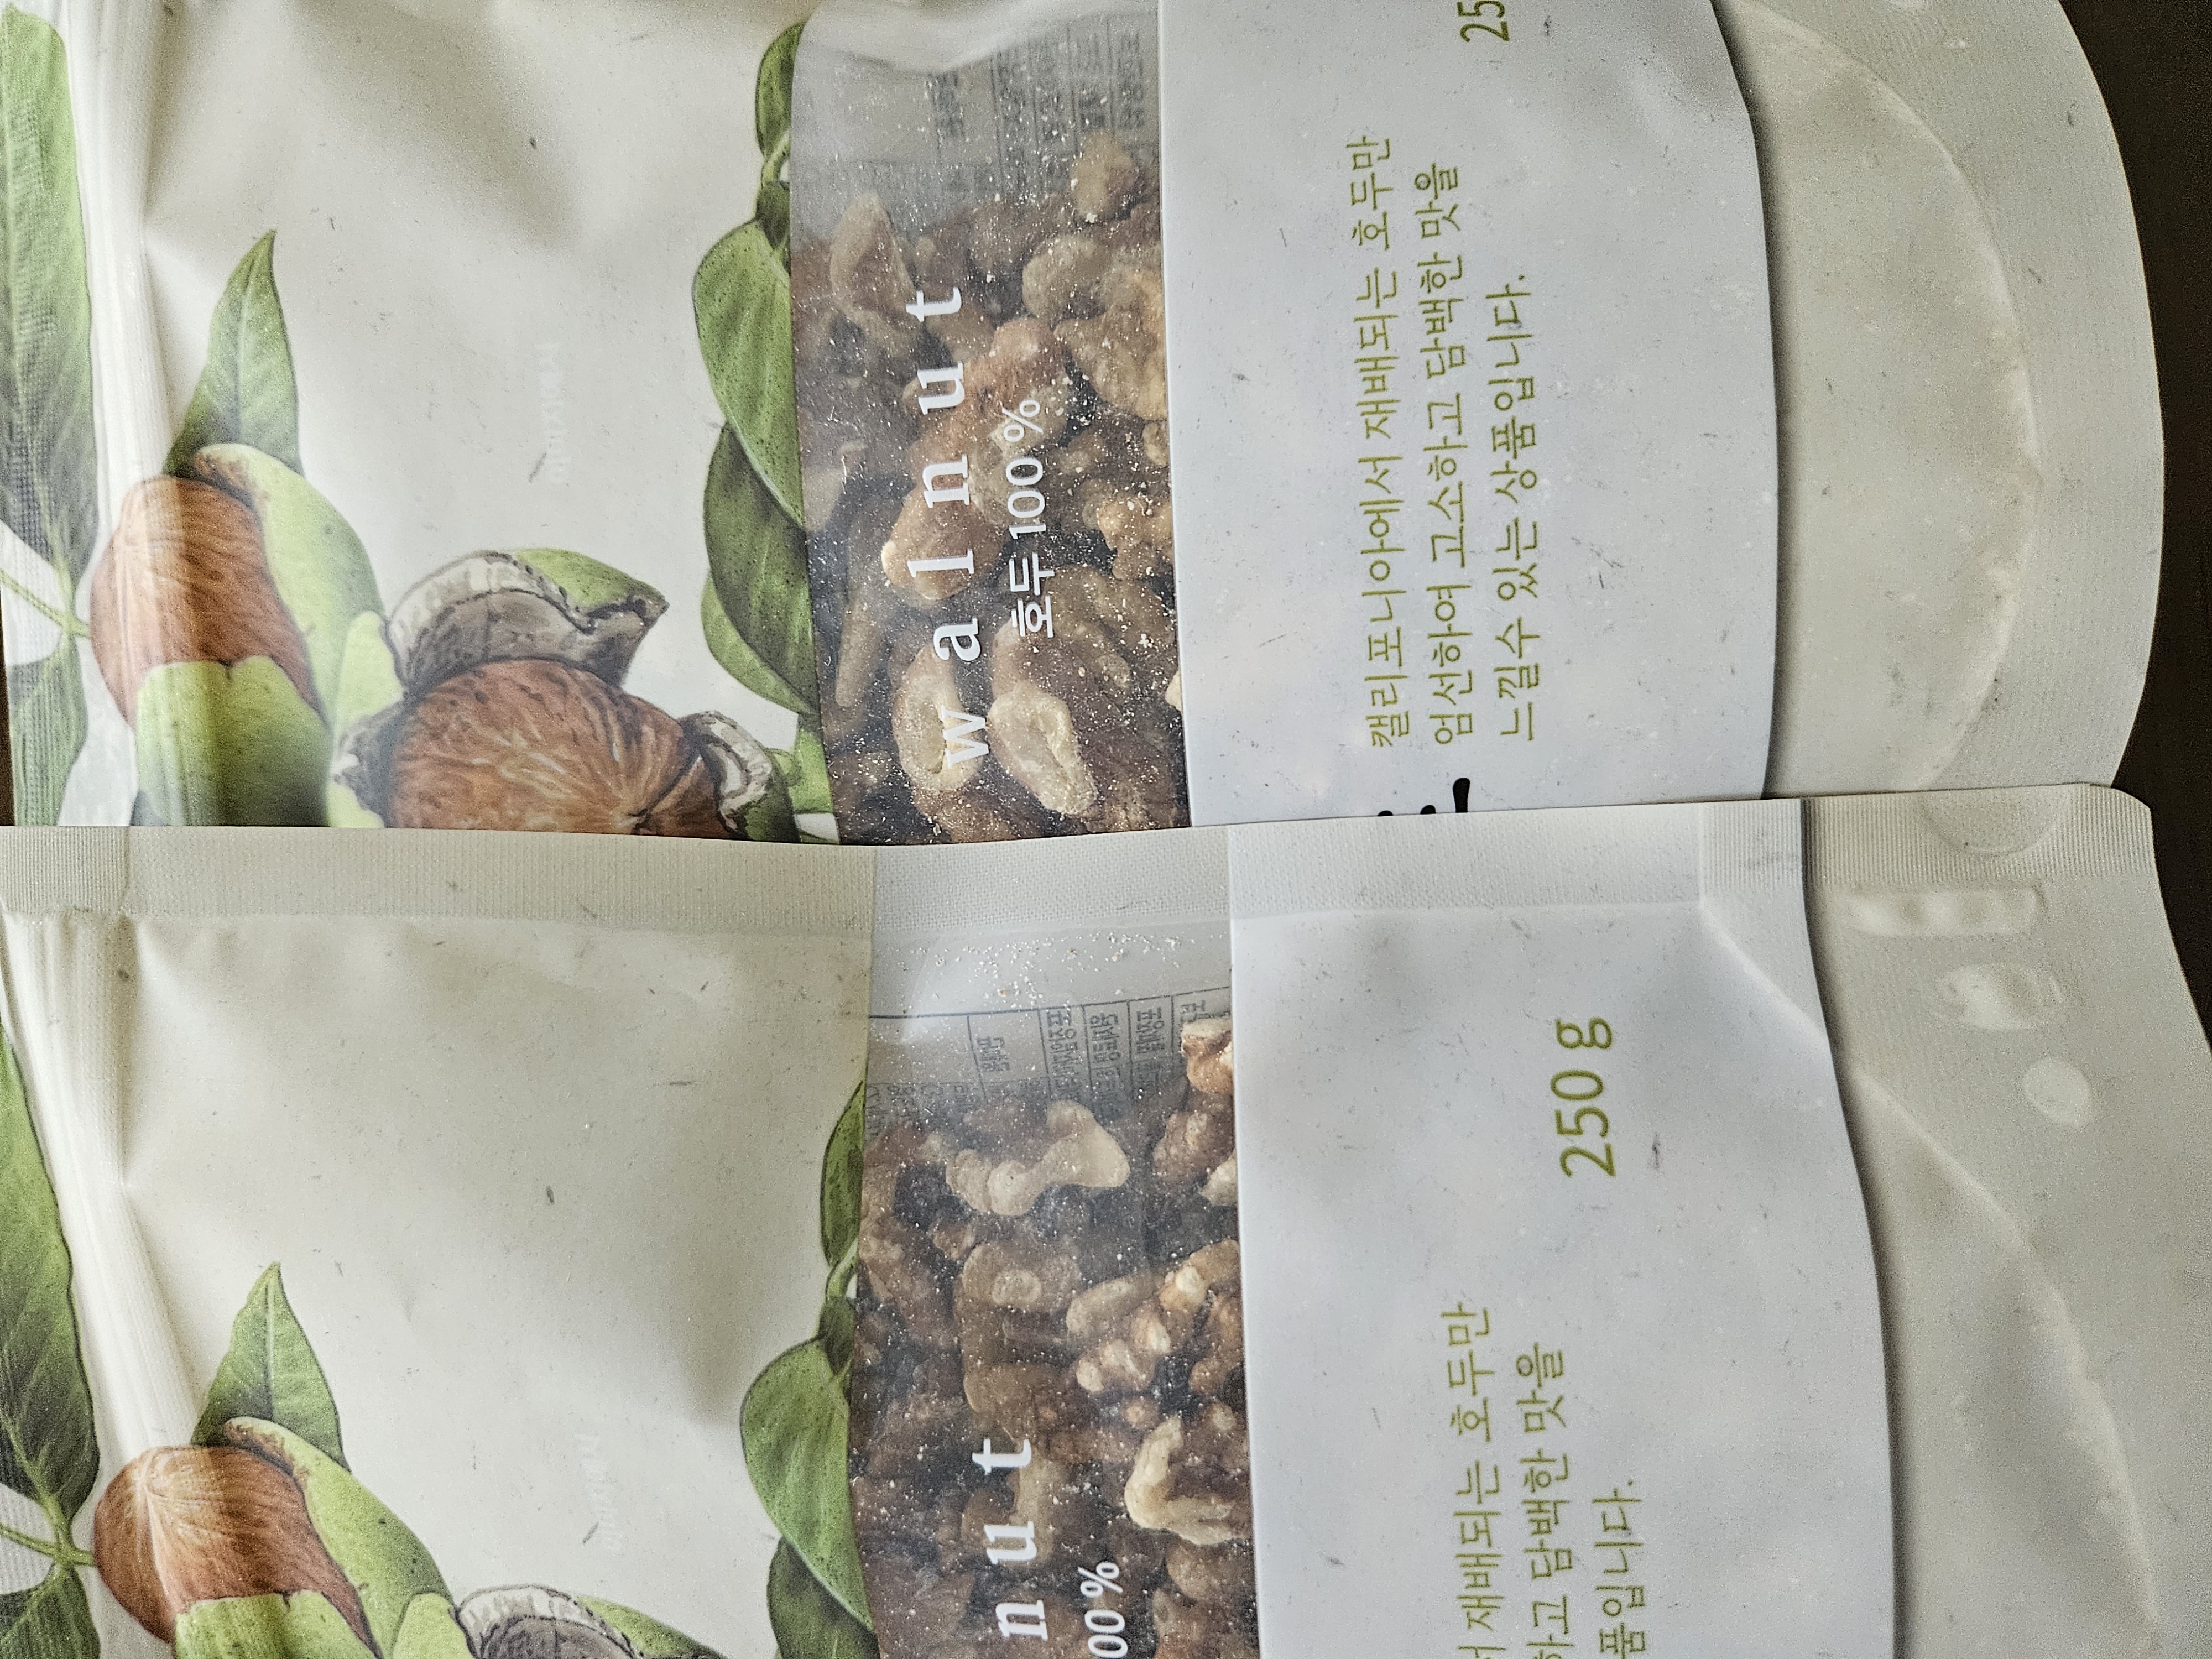 walnut
호두 100 %
캘리포니아에서 재배되는 호두만
엄선하여 고소하고 담백한 맛을
느낄수 있는 상품입니다.
25
nut
00 %
재배되는 호두만
하고 담백한 맛을
품입니다.
250 g